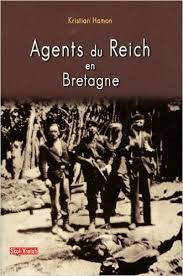 Kristian Hamon
Agents du Reich
en
Bretagne
Skol Vreizh